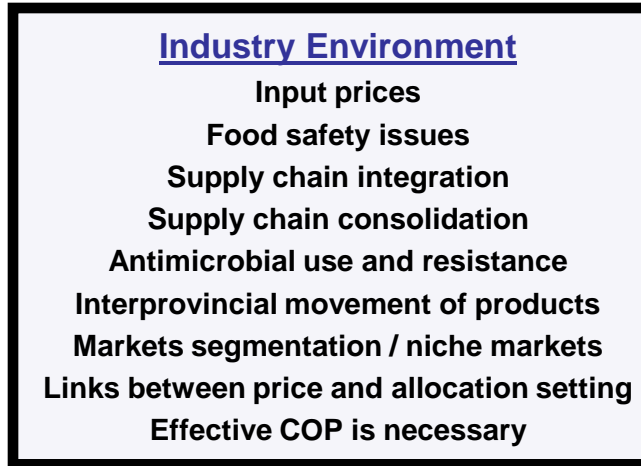 Industry Environment
Input prices
Food safety issues
Supply chain integration
Supply chain consolidation
Antimicrobial use and resistance
Interprovincial movement of products
Markets segmentation / niche markets
Links between price and allocation setting
Effective COP is necessary